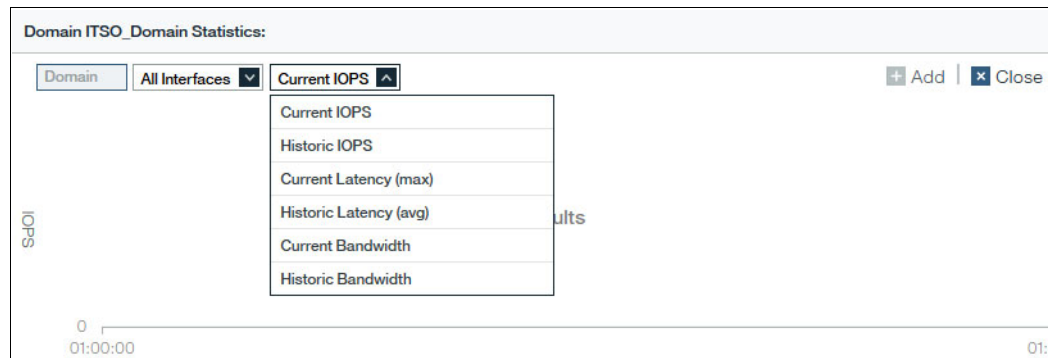 Domain ITSO_Domain Statistics:
Domain All Interfaces Current IOPS Add Close
Current IOPS
Historic IOPS
Current Latency (max)
Historic Latency (avg)
ults
Current Bandwidth
Historic Bandwidth
IOPS
0
01:00:00 01: